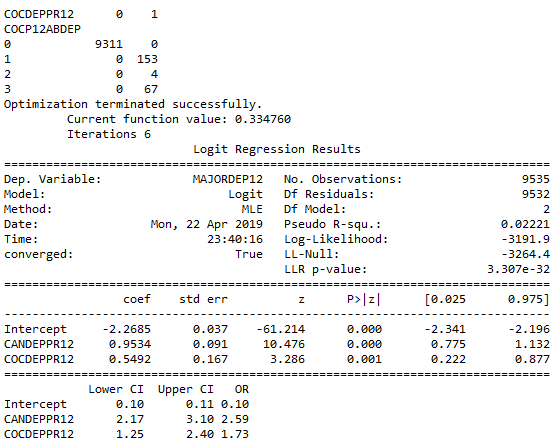 COCDEPPR12 0 1
COCP12ABDEP
0 9311 0
1 0 153
2 0 4
3 0 67
Optimization terminated successfully.
Current function value: 0.334760
Iterations 6
Logit Regression Results
==============================================================================
Dep. Variable: MAJORDEP12 No. Observations: 9535
Model: Logit Df Residuals: 9532
Method: MLE Df Model: 2
Date: Mon, 22 Apr 2019 Pseudo R-squ.: 0.02221
Time: 23:40:16 Log-Likelihood: -3191.9
converged: True LL-Null: -3264.4
LLR p-value: 3.307e-32
==============================================================================
coef std err z P>|z| [0.025 0.975]
------------------------------------------------------------------------------
Intercept -2.2685 0.037 -61.214 0.000 -2.341 -2.196
CANDEPPR12 0.9534 0.091 10.476 0.000 0.775 1.132
COCDEPPR12 0.5492 0.167 3.286 0.001 0.222 0.877
==============================================================================
Lower CI Upper CI OR
Intercept 0.10 0.11 0.10
CANDEPPR12 2.17 3.10 2.59
COCDEPPR12 1.25 2.40 1.73